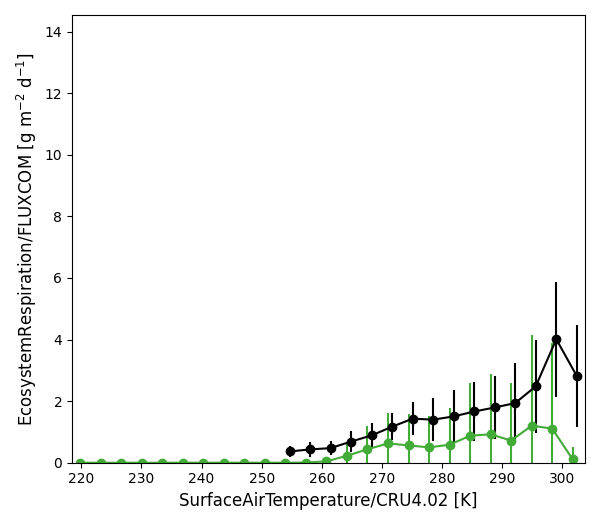 14
12
10
8
6
4
2
0
EcosystemRespiration/FLUXCOM [g m⁻² d⁻¹]
220 230 240 250 260 270 280 290 300
SurfaceAirTemperature/CRU4.02 [K]